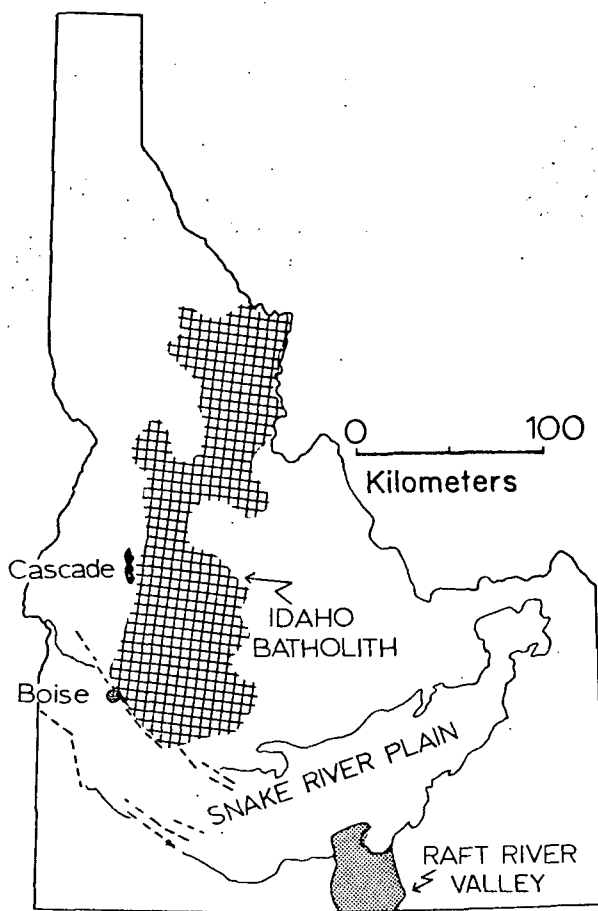 0 100
Kilometers
Cascade
IDAHO
BATHOLITH
Boise
SNAKE RIVER PLAIN
RAFT RIVER
VALLEY